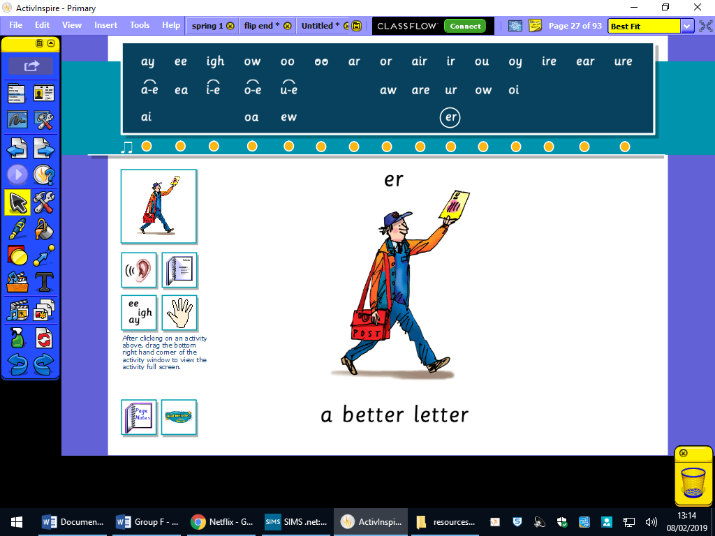 ActivInspire - Primary
File Edit View Insert Tools Help spring 1 flip end * Untitled * CLASSFLOW Connect Page 27 of 93 Best Fit
ay ee igh ow oo oo ar or air ir ou oy ire ear ure
a-e ea i-e o-e u-e aw are ur ow oi
ai oa ew er
er
ee
igh
ay
After clicking on an activity
above, drag the bottom
right hand corner of the
activity window to view the
activity full screen.
POST
Page
Notes
a better letter
Documen... Group F - ... Netflix - G... SIMS SIMS .net:... ActivInspi... resources...
13:14
08/02/2019